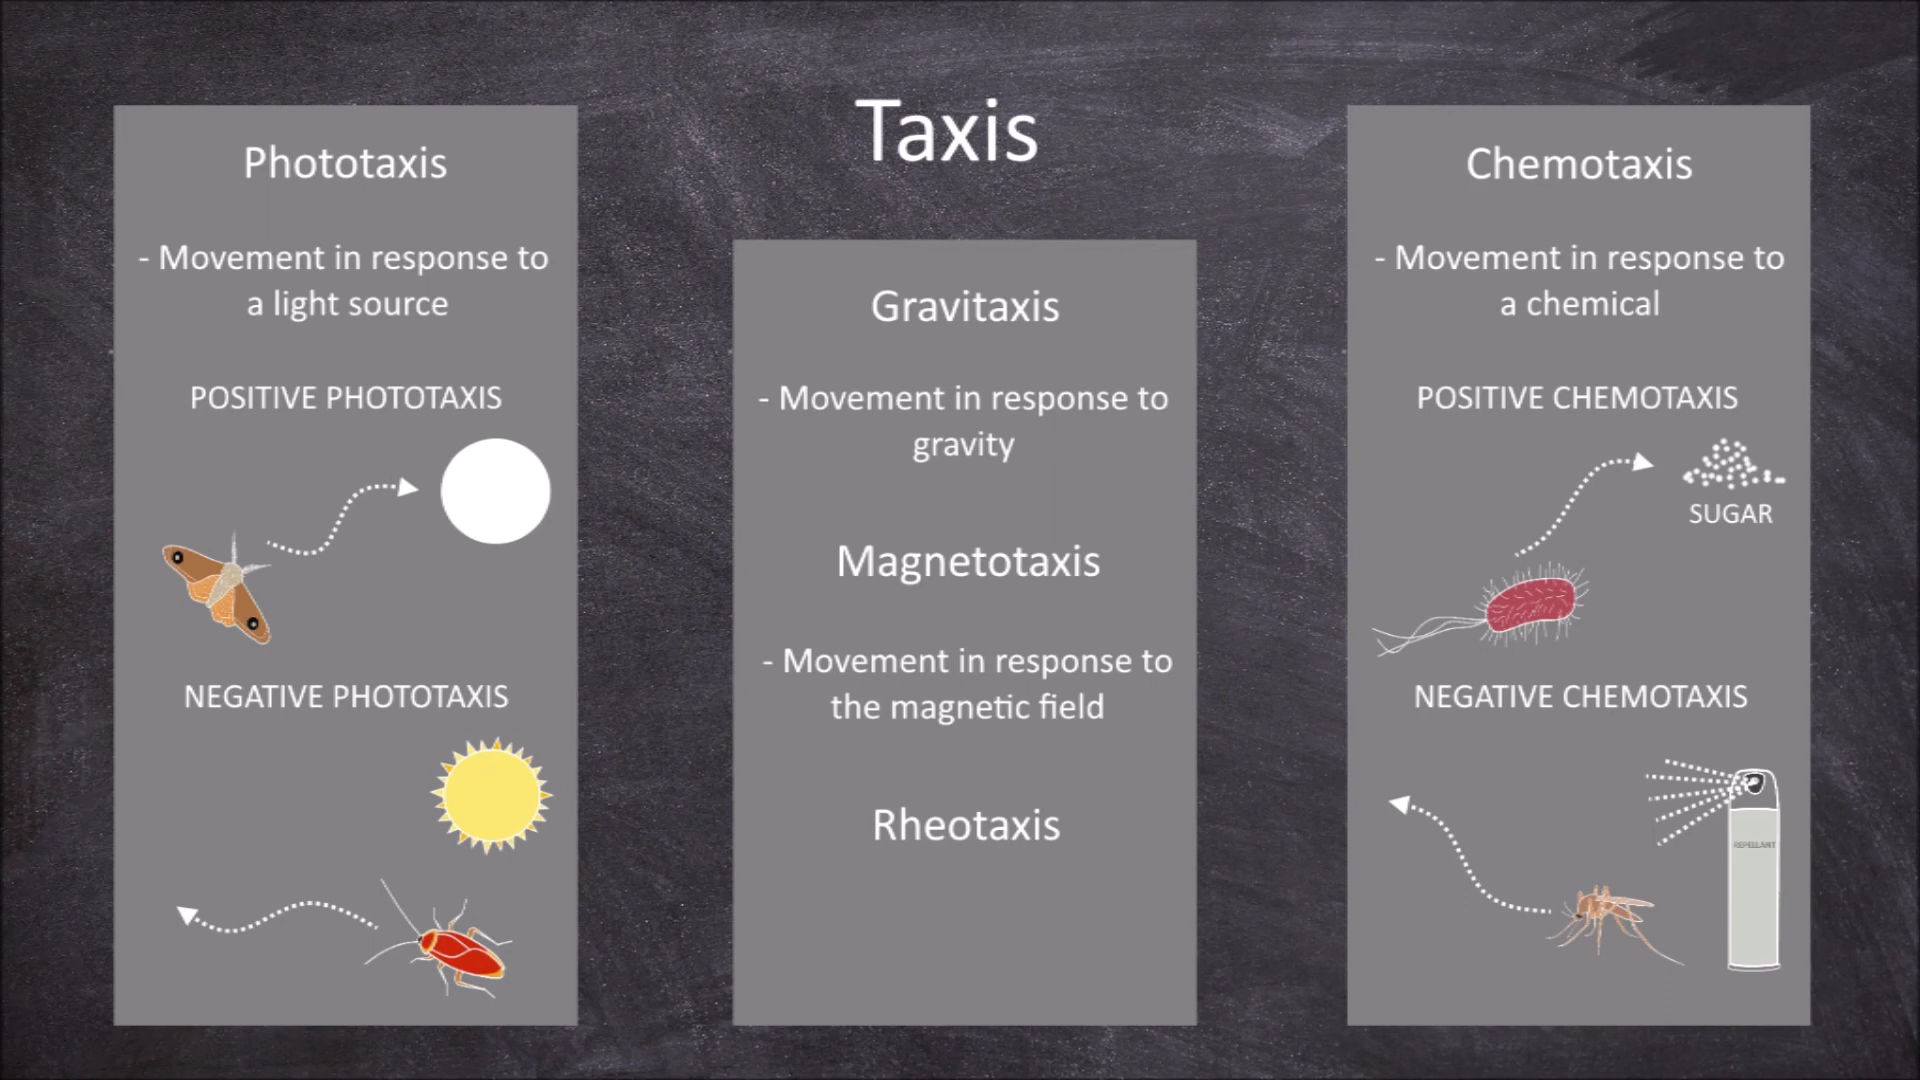 Taxis
Phototaxis
- Movement in response to
a light source
POSITIVE PHOTOTAXIS
NEGATIVE PHOTOTAXIS
Gravitaxis
- Movement in response to
gravity
Magnetotaxis
- Movement in response to
the magnetic field
Rheotaxis
Chemotaxis
- Movement in response to
a chemical
POSITIVE CHEMOTAXIS
SUGAR
NEGATIVE CHEMOTAXIS
REPELLANT